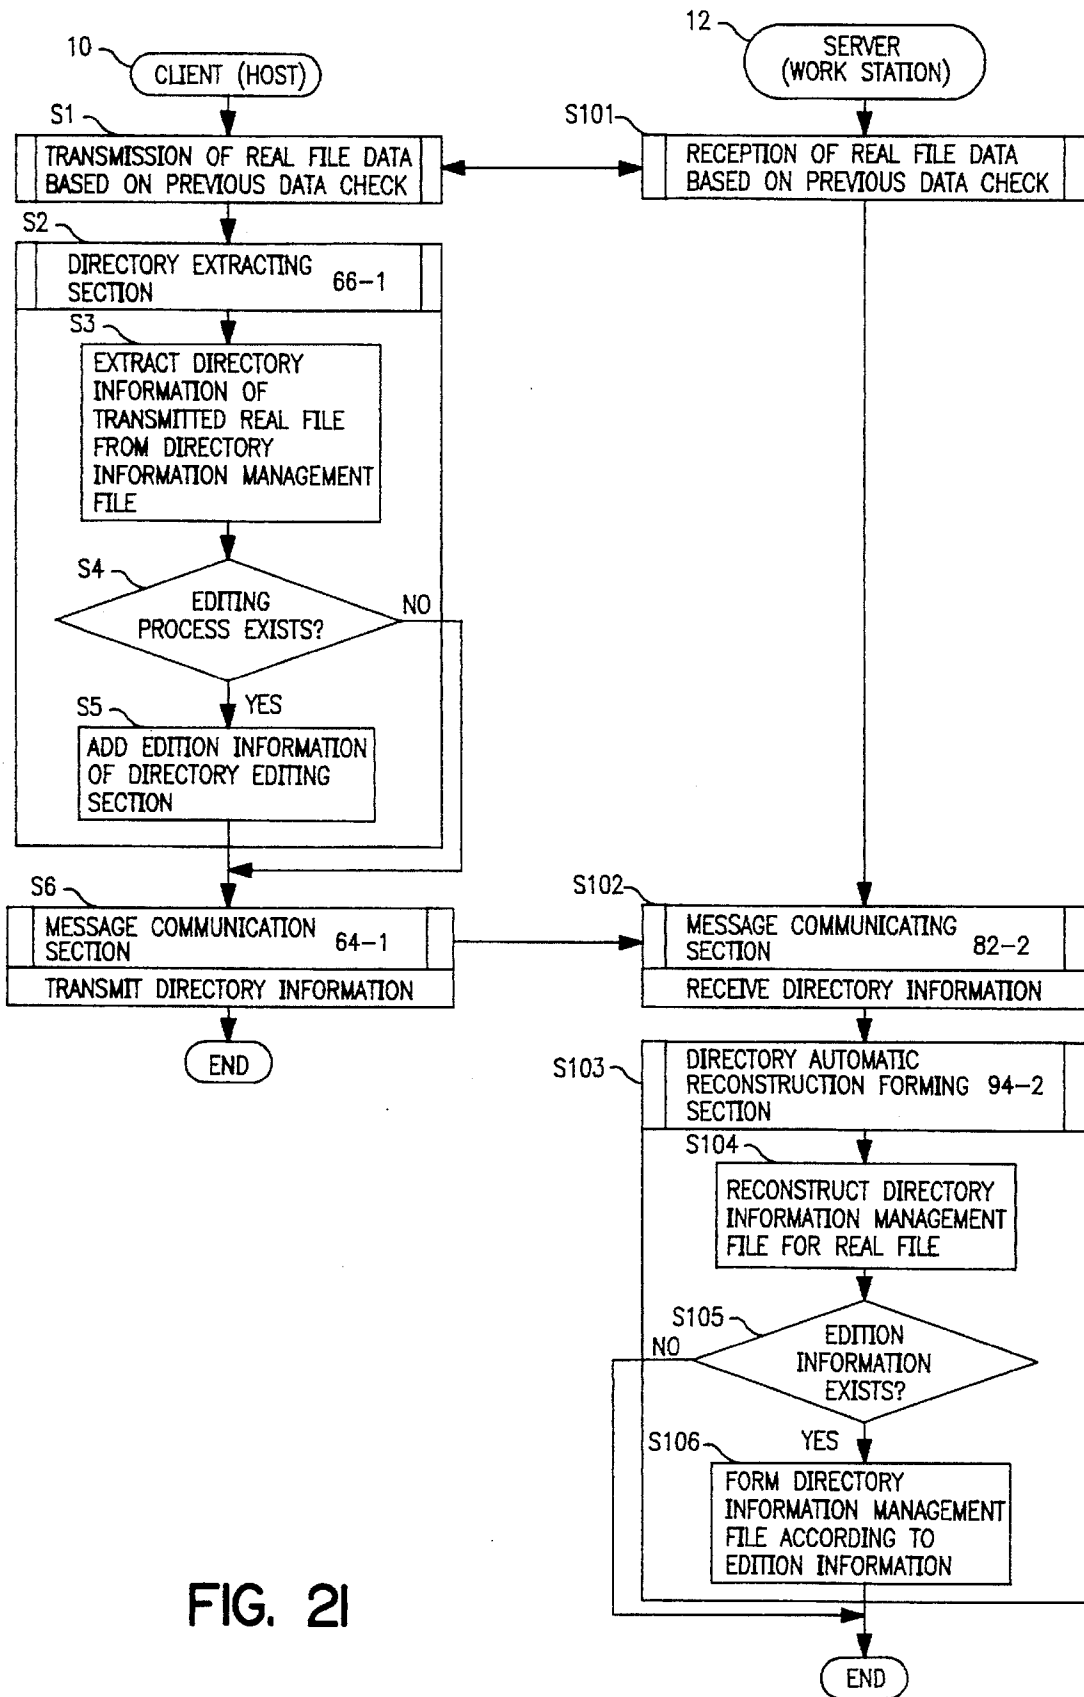 10
CLIENT (HOST)
S1
TRANSMISSION OF REAL FILE DATA
BASED ON PREVIOUS DATA CHECK
S2
DIRECTORY EXTRACTING
SECTION 66-1
S3
EXTRACT DIRECTORY
INFORMATION OF
TRANSMITTED REAL FILE
FROM DIRECTORY
INFORMATION MANAGEMENT
FILE
S4
EDITING
PROCESS EXISTS?
NO
YES
S5
ADD EDITION INFORMATION
OF DIRECTORY EDITING
SECTION
S6
MESSAGE COMMUNICATION
SECTION 64-1
TRANSMIT DIRECTORY INFORMATION
END
12
SERVER
(WORK STATION)
S101
RECEPTION OF REAL FILE DATA
BASED ON PREVIOUS DATA CHECK
S102
MESSAGE COMMUNICATING
SECTION 82-2
RECEIVE DIRECTORY INFORMATION
S103
DIRECTORY AUTOMATIC
RECONSTRUCTION FORMING 94-2
SECTION
S104
RECONSTRUCT DIRECTORY
INFORMATION MANAGEMENT
FILE FOR REAL FILE
S105
EDITION
INFORMATION
EXISTS?
NO
YES
S106
FORM DIRECTORY
INFORMATION MANAGEMENT
FILE ACCORDING TO
EDITION INFORMATION
END
FIG. 21